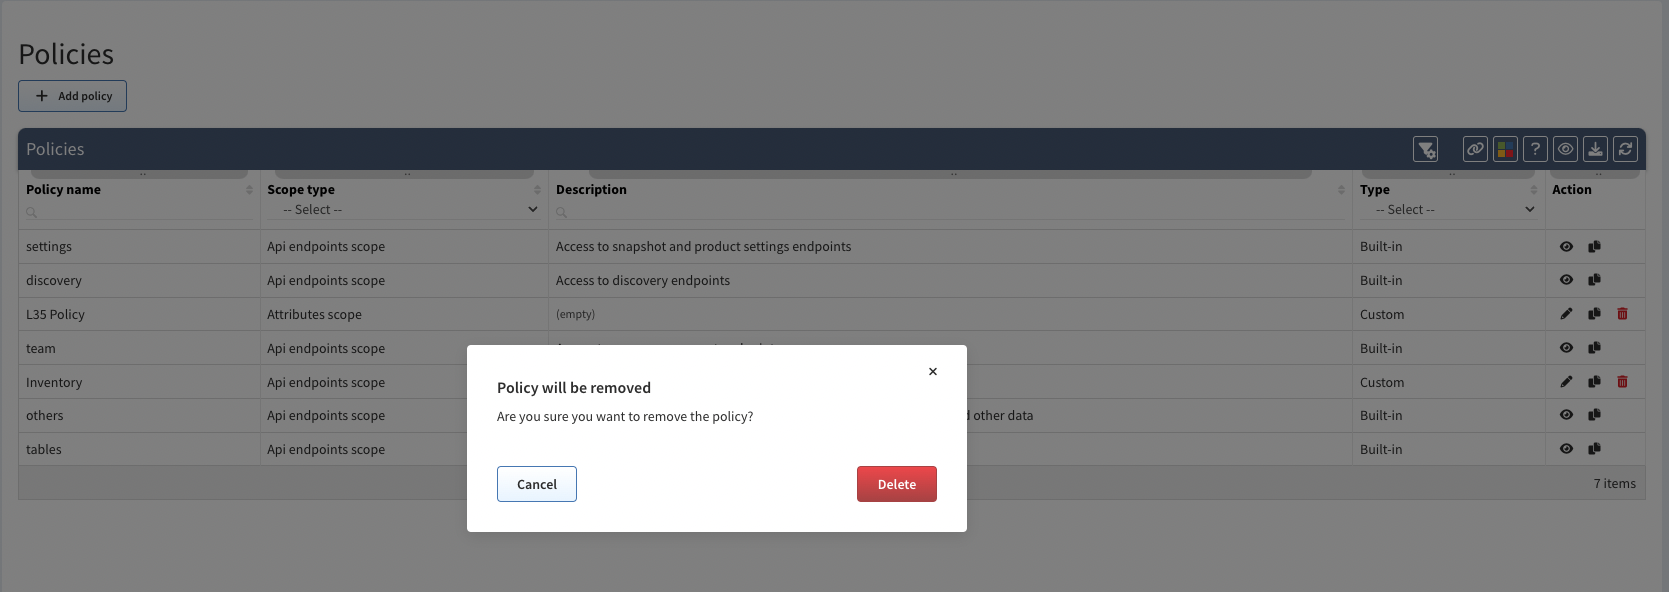 Policies
+ Add policy
Policies
?
Policy name Scope type Description Type Action
-- Select -- -- Select --
settings Api endpoints scope Access to snapshot and product settings endpoints Built-in
discovery Api endpoints scope Access to discovery endpoints Built-in
L35 Policy Attributes scope (empty) Custom
team Api endpoints scope Built-in
Inventory Api endpoints scope Custom
others Api endpoints scope other data Built-in
tables Api endpoints scope Built-in
7 items
×
Policy will be removed
Are you sure you want to remove the policy?
Cancel Delete